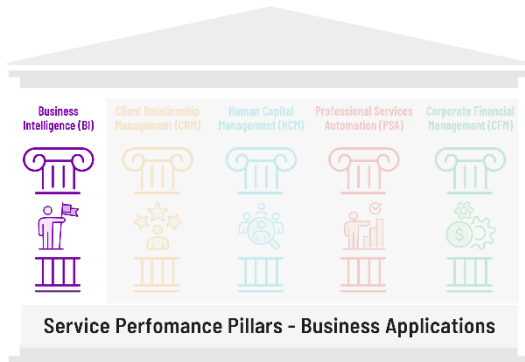 Business
Intelligence (BI)
Client Relationship
Management (CRM)
Human Capital
Management (HCM)
Professional Services
Automation (PSA)
Corporate Financial
Management (CFM)
$
Service Perfomance Pillars - Business Applications